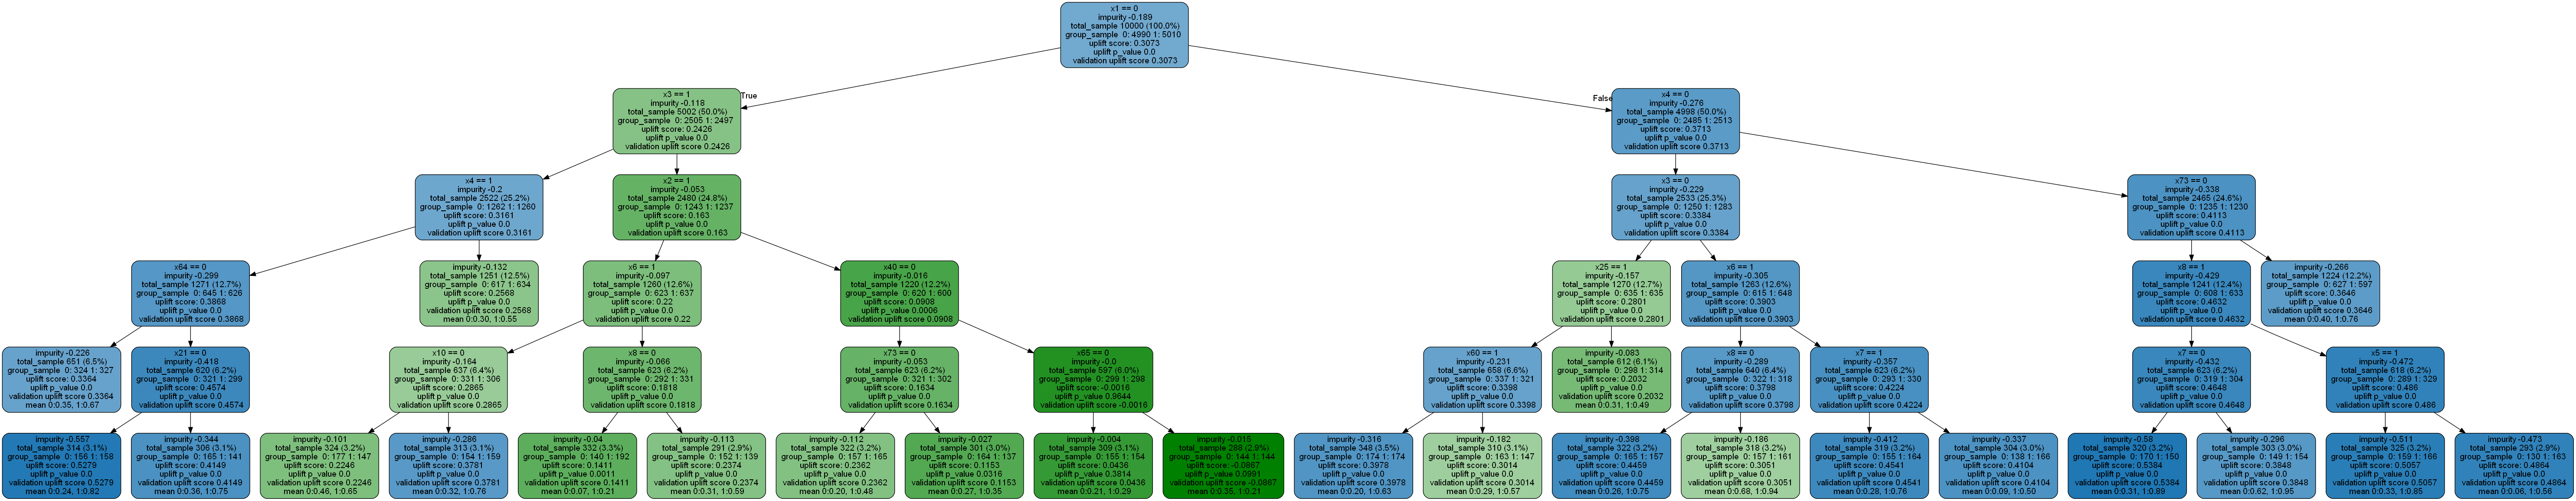 x1 == 0
impurity -0.189
total_sample 10000 (100.0%)
group_sample 0: 4990 1: 5010
uplift score: 0.3073
uplift p_value 0.0
validation uplift score 0.3073
True
False
x3 == 1
impurity -0.118
total_sample 5002 (50.0%)
group_sample 0: 2505 1: 2497
uplift score: 0.2426
uplift p_value 0.0
validation uplift score 0.2426
x4 == 0
impurity -0.276
total_sample 4998 (50.0%)
group_sample 0: 2485 1: 2513
uplift score: 0.3713
uplift p_value 0.0
validation uplift score 0.3713
x4 == 1
impurity -0.2
total_sample 2522 (25.2%)
group_sample 0: 1262 1: 1260
uplift score: 0.3161
uplift p_value 0.0
validation uplift score 0.3161
x2 == 1
impurity -0.053
total_sample 2480 (24.8%)
group_sample 0: 1243 1: 1237
uplift score: 0.163
uplift p_value 0.0
validation uplift score 0.163
x3 == 0
impurity -0.229
total_sample 2533 (25.3%)
group_sample 0: 1250 1: 1283
uplift score: 0.3384
uplift p_value 0.0
validation uplift score 0.3384
x73 == 0
impurity -0.338
total_sample 2465 (24.6%)
group_sample 0: 1235 1: 1230
uplift score: 0.4113
uplift p_value 0.0
validation uplift score 0.4113
x64 == 0
impurity -0.299
total_sample 1271 (12.7%)
group_sample 0: 645 1: 626
uplift score: 0.3868
uplift p_value 0.0
validation uplift score 0.3868
impurity -0.132
total_sample 1251 (12.5%)
group_sample 0: 617 1: 634
uplift score: 0.2568
uplift p_value 0.0
validation uplift score 0.2568
mean 0:0.30, 1:0.55
x6 == 1
impurity -0.097
total_sample 1260 (12.6%)
group_sample 0: 623 1: 637
uplift score: 0.22
uplift p_value 0.0
validation uplift score 0.22
x40 == 0
impurity -0.016
total_sample 1220 (12.2%)
group_sample 0: 620 1: 600
uplift score: 0.0908
uplift p_value 0.0006
validation uplift score 0.0908
x25 == 1
impurity -0.157
total_sample 1270 (12.7%)
group_sample 0: 635 1: 635
uplift score: 0.2801
uplift p_value 0.0
validation uplift score 0.2801
x6 == 1
impurity -0.305
total_sample 1263 (12.6%)
group_sample 0: 615 1: 648
uplift score: 0.3903
uplift p_value 0.0
validation uplift score 0.3903
x8 == 1
impurity -0.429
total_sample 1241 (12.4%)
group_sample 0: 608 1: 633
uplift score: 0.4632
uplift p_value 0.0
validation uplift score 0.4632
impurity -0.266
total_sample 1224 (12.2%)
group_sample 0: 627 1: 597
uplift score: 0.3646
uplift p_value 0.0
validation uplift score 0.3646
mean 0:0.40, 1:0.76
impurity -0.226
total_sample 651 (6.5%)
group_sample 0: 324 1: 327
uplift score: 0.3364
uplift p_value 0.0
validation uplift score 0.3364
mean 0:0.35, 1:0.67
x21 == 0
impurity -0.418
total_sample 620 (6.2%)
group_sample 0: 321 1: 299
uplift score: 0.4574
uplift p_value 0.0
validation uplift score 0.4574
x10 == 0
impurity -0.164
total_sample 637 (6.4%)
group_sample 0: 331 1: 306
uplift score: 0.2865
uplift p_value 0.0
validation uplift score 0.2865
x8 == 0
impurity -0.066
total_sample 623 (6.2%)
group_sample 0: 292 1: 331
uplift score: 0.1818
uplift p_value 0.0
validation uplift score 0.1818
x73 == 0
impurity -0.053
total_sample 623 (6.2%)
group_sample 0: 321 1: 302
uplift score: 0.1634
uplift p_value 0.0
validation uplift score 0.1634
x65 == 0
impurity -0.0
total_sample 597 (6.0%)
group_sample 0: 299 1: 298
uplift score: -0.0016
uplift p_value 0.9644
validation uplift score -0.0016
x60 == 1
impurity -0.231
total_sample 658 (6.6%)
group_sample 0: 337 1: 321
uplift score: 0.3398
uplift p_value 0.0
validation uplift score 0.3398
impurity -0.083
total_sample 612 (6.1%)
group_sample 0: 298 1: 314
uplift score: 0.2032
uplift p_value 0.0
validation uplift score 0.2032
mean 0:0.31, 1:0.49
x8 == 0
impurity -0.289
total_sample 640 (6.4%)
group_sample 0: 322 1: 318
uplift score: 0.3798
uplift p_value 0.0
validation uplift score 0.3798
x7 == 1
impurity -0.357
total_sample 623 (6.2%)
group_sample 0: 293 1: 330
uplift score: 0.4224
uplift p_value 0.0
validation uplift score 0.4224
x7 == 0
impurity -0.432
total_sample 623 (6.2%)
group_sample 0: 319 1: 304
uplift score: 0.4648
uplift p_value 0.0
validation uplift score 0.4648
x5 == 1
impurity -0.472
total_sample 618 (6.2%)
group_sample 0: 289 1: 329
uplift score: 0.486
uplift p_value 0.0
validation uplift score 0.486
impurity -0.557
total_sample 314 (3.1%)
group_sample 0: 156 1: 158
uplift score: 0.5279
uplift p_value 0.0
validation uplift score 0.5279
mean 0:0.24, 1:0.82
impurity -0.344
total_sample 306 (3.1%)
group_sample 0: 165 1: 141
uplift score: 0.4149
uplift p_value 0.0
validation uplift score 0.4149
mean 0:0.36, 1:0.75
impurity -0.101
total_sample 324 (3.2%)
group_sample 0: 177 1: 147
uplift score: 0.2246
uplift p_value 0.0
validation uplift score 0.2246
mean 0:0.46, 1:0.65
impurity -0.286
total_sample 313 (3.1%)
group_sample 0: 154 1: 159
uplift score: 0.3781
uplift p_value 0.0
validation uplift score 0.3781
mean 0:0.32, 1:0.76
impurity -0.04
total_sample 332 (3.3%)
group_sample 0: 140 1: 192
uplift score: 0.1411
uplift p_value 0.0011
validation uplift score 0.1411
mean 0:0.07, 1:0.21
impurity -0.113
total_sample 291 (2.9%)
group_sample 0: 152 1: 139
uplift score: 0.2374
uplift p_value 0.0
validation uplift score 0.2374
mean 0:0.31, 1:0.59
impurity -0.112
total_sample 322 (3.2%)
group_sample 0: 157 1: 165
uplift score: 0.2362
uplift p_value 0.0
validation uplift score 0.2362
mean 0:0.20, 1:0.48
impurity -0.027
total_sample 301 (3.0%)
group_sample 0: 164 1: 137
uplift score: 0.1153
uplift p_value 0.0316
validation uplift score 0.1153
mean 0:0.27, 1:0.35
impurity -0.004
total_sample 309 (3.1%)
group_sample 0: 155 1: 154
uplift score: 0.0436
uplift p_value 0.3814
validation uplift score 0.0436
mean 0:0.21, 1:0.29
impurity -0.015
total_sample 288 (2.9%)
group_sample 0: 144 1: 144
uplift score: -0.0867
uplift p_value 0.0991
validation uplift score -0.0867
mean 0:0.35, 1:0.21
impurity -0.316
total_sample 348 (3.5%)
group_sample 0: 174 1: 174
uplift score: 0.3978
uplift p_value 0.0
validation uplift score 0.3978
mean 0:0.20, 1:0.63
impurity -0.182
total_sample 310 (3.1%)
group_sample 0: 163 1: 147
uplift score: 0.3014
uplift p_value 0.0
validation uplift score 0.3014
mean 0:0.29, 1:0.57
impurity -0.398
total_sample 322 (3.2%)
group_sample 0: 165 1: 157
uplift score: 0.4459
uplift p_value 0.0
validation uplift score 0.4459
mean 0:0.26, 1:0.75
impurity -0.186
total_sample 318 (3.2%)
group_sample 0: 157 1: 161
uplift score: 0.3051
uplift p_value 0.0
validation uplift score 0.3051
mean 0:0.68, 1:0.94
impurity -0.412
total_sample 319 (3.2%)
group_sample 0: 155 1: 164
uplift score: 0.4541
uplift p_value 0.0
validation uplift score 0.4541
mean 0:0.28, 1:0.76
impurity -0.337
total_sample 304 (3.0%)
group_sample 0: 138 1: 166
uplift score: 0.4104
uplift p_value 0.0
validation uplift score 0.4104
mean 0:0.09, 1:0.50
impurity -0.58
total_sample 320 (3.2%)
group_sample 0: 170 1: 150
uplift score: 0.5384
uplift p_value 0.0
validation uplift score 0.5384
mean 0:0.31, 1:0.89
impurity -0.296
total_sample 303 (3.0%)
group_sample 0: 149 1: 154
uplift score: 0.3848
uplift p_value 0.0
validation uplift score 0.3848
mean 0:0.62, 1:0.95
impurity -0.511
total_sample 325 (3.2%)
group_sample 0: 159 1: 166
uplift score: 0.5057
uplift p_value 0.0
validation uplift score 0.5057
mean 0:0.33, 1:0.85
impurity -0.473
total_sample 293 (2.9%)
group_sample 0: 130 1: 163
uplift score: 0.4864
uplift p_value 0.0
validation uplift score 0.4864
mean 0:0.06, 1:0.56